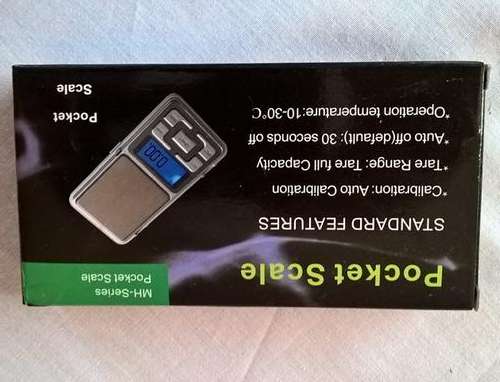 MH-Series
Pocket Scale
Pocket Scale
STANDARD FEATURES
*Calibration: Auto Calibration
*Tare Range: Tare full Capacity
*Auto off(default): 30 seconds off
*Operation temperature:10-30°C
000
Pocket
Scale